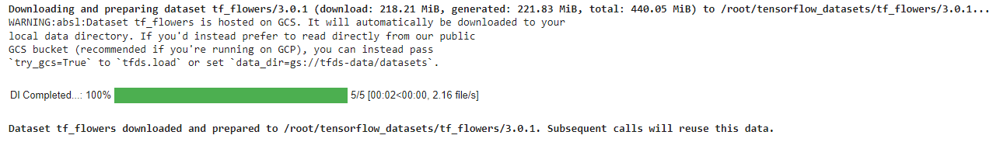 Downloading and preparing dataset tf_flowers/3.0.1 (download: 218.21 MiB, generated: 221.83 MiB, total: 440.05 MiB) to /root/tensorflow_datasets/tf_flowers/3.0.1...
WARNING:absl:Dataset tf_flowers is hosted on GCS. It will automatically be downloaded to your
local data directory. If you'd instead prefer to read directly from our public
GCS bucket (recommended if you're running on GCP), you can instead pass
`try_gcs=True` to `tfds.load` or set `data_dir=gs://tfds-data/datasets`.
Dl Completed...: 100% 5/5 [00:02<00:00, 2.16 file/s]
Dataset tf_flowers downloaded and prepared to /root/tensorflow_datasets/tf_flowers/3.0.1. Subsequent calls will reuse this data.